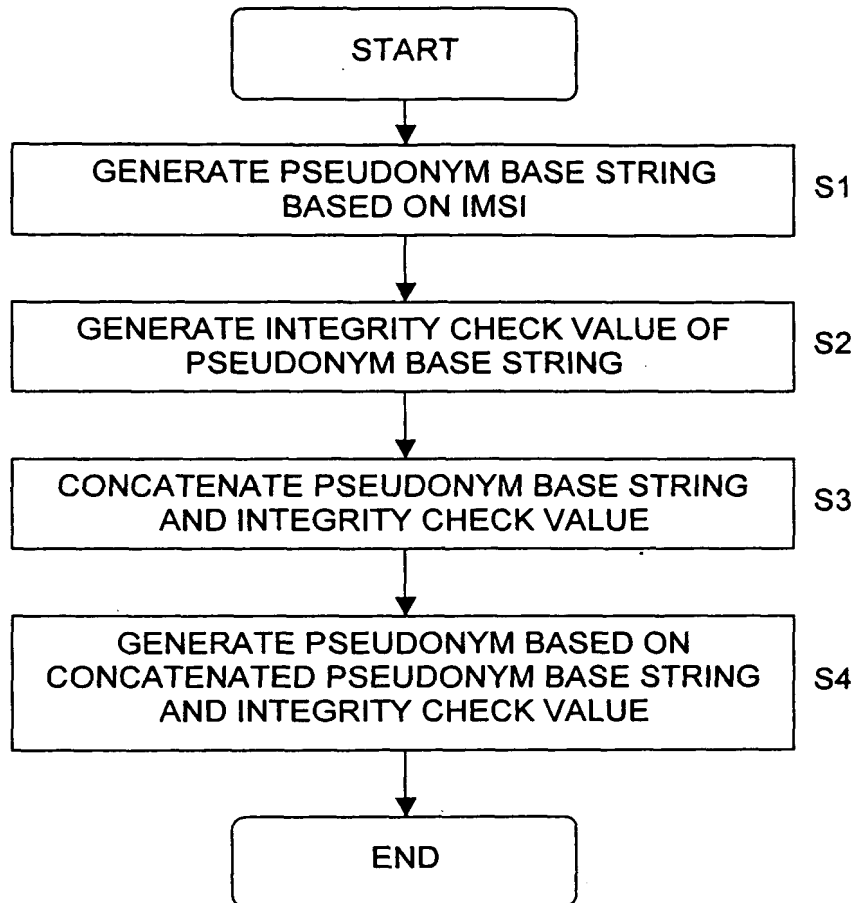 START
GENERATE PSEUDONYM BASE STRING
BASED ON IMSI
S1
GENERATE INTEGRITY CHECK VALUE OF
PSEUDONYM BASE STRING
S2
CONCATENATE PSEUDONYM BASE STRING
AND INTEGRITY CHECK VALUE
S3
GENERATE PSEUDONYM BASED ON
CONCATENATED PSEUDONYM BASE STRING
AND INTEGRITY CHECK VALUE
S4
END